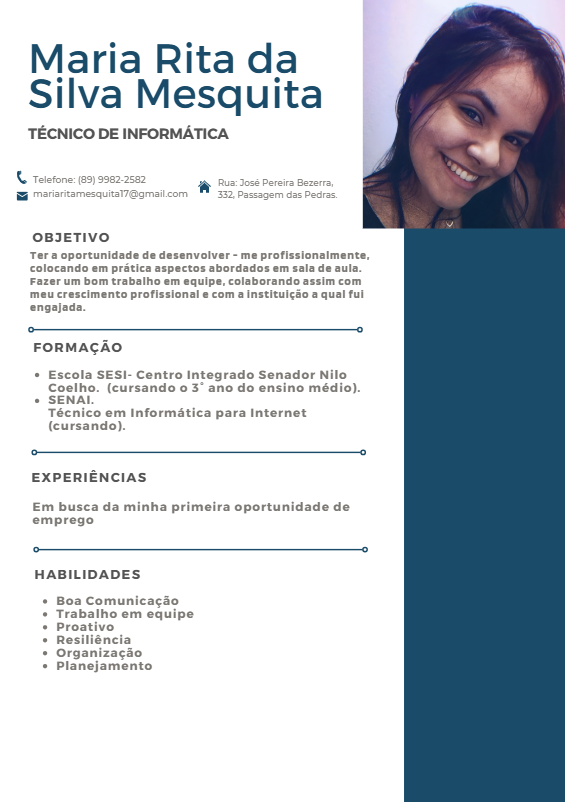 Maria Rita da
Silva Mesquita
TÉCNICO DE INFORMÁTICA
Telefone: (89) 9982-2582
mariaritamesquita17@gmail.com
Rua: José Pereira Bezerra,
332, Passagem das Pedras.
OBJETIVO
Ter a oportunidade de desenvolver - me profissionalmente,
colocando em prática aspectos abordados em sala de aula.
Fazer um bom trabalho em equipe, colaborando assim com
meu crescimento profissional e com a instituição a qual fui
engajada.
FORMAÇÃO
• Escola SESI- Centro Integrado Senador Nilo
Coelho. (cursando o 3° ano do ensino médio).
• SENAI.
Técnico em Informática para Internet
(cursando).
EXPERIÊNCIAS
Em busca da minha primeira oportunidade de
emprego
HABILIDADES
• Boa Comunicação
• Trabalho em equipe
• Proativo
• Resiliência
• Organização
• Planejamento